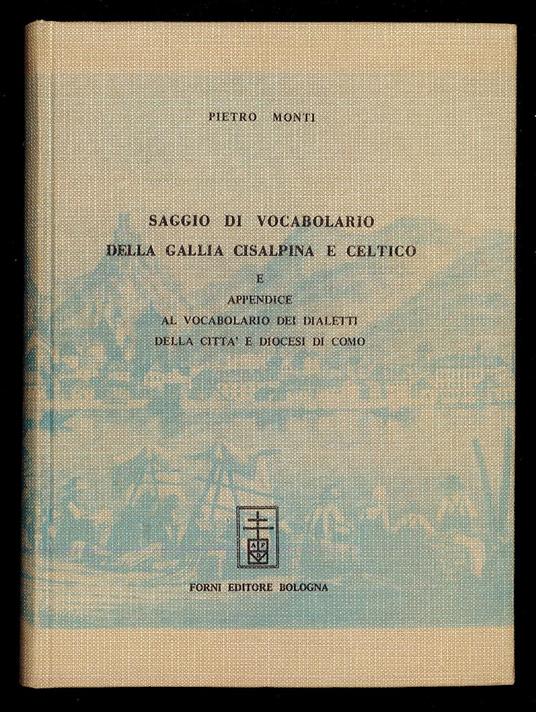 PIETRO MONTI
SAGGIO DI VOCABOLARIO
DELLA GALLIA CISALPINA E CELTICO
E
APPENDICE
AL VOCABOLARIO DEI DIALETTI
DELLA CITTA' E DIOCESI DI COMO
FORNI EDITORE BOLOGNA